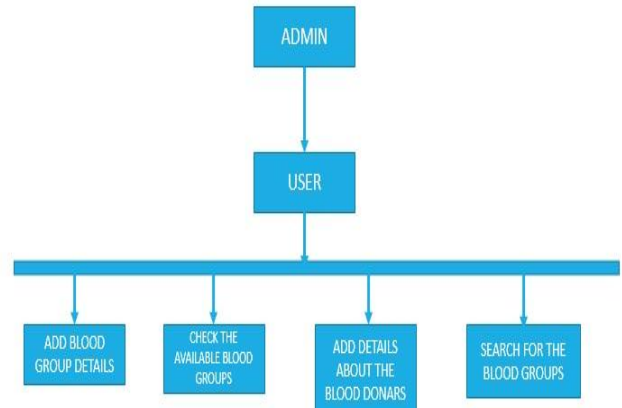 ADMIN
USER
ADD BLOOD
GROUP DETAILS
CHECK THE
AVAILABLE BLOOD
GROUPS
ADD DETAILS
ABOUT THE
BLOOD DONARS
SEARCH FOR THE
BLOOD GROUPS